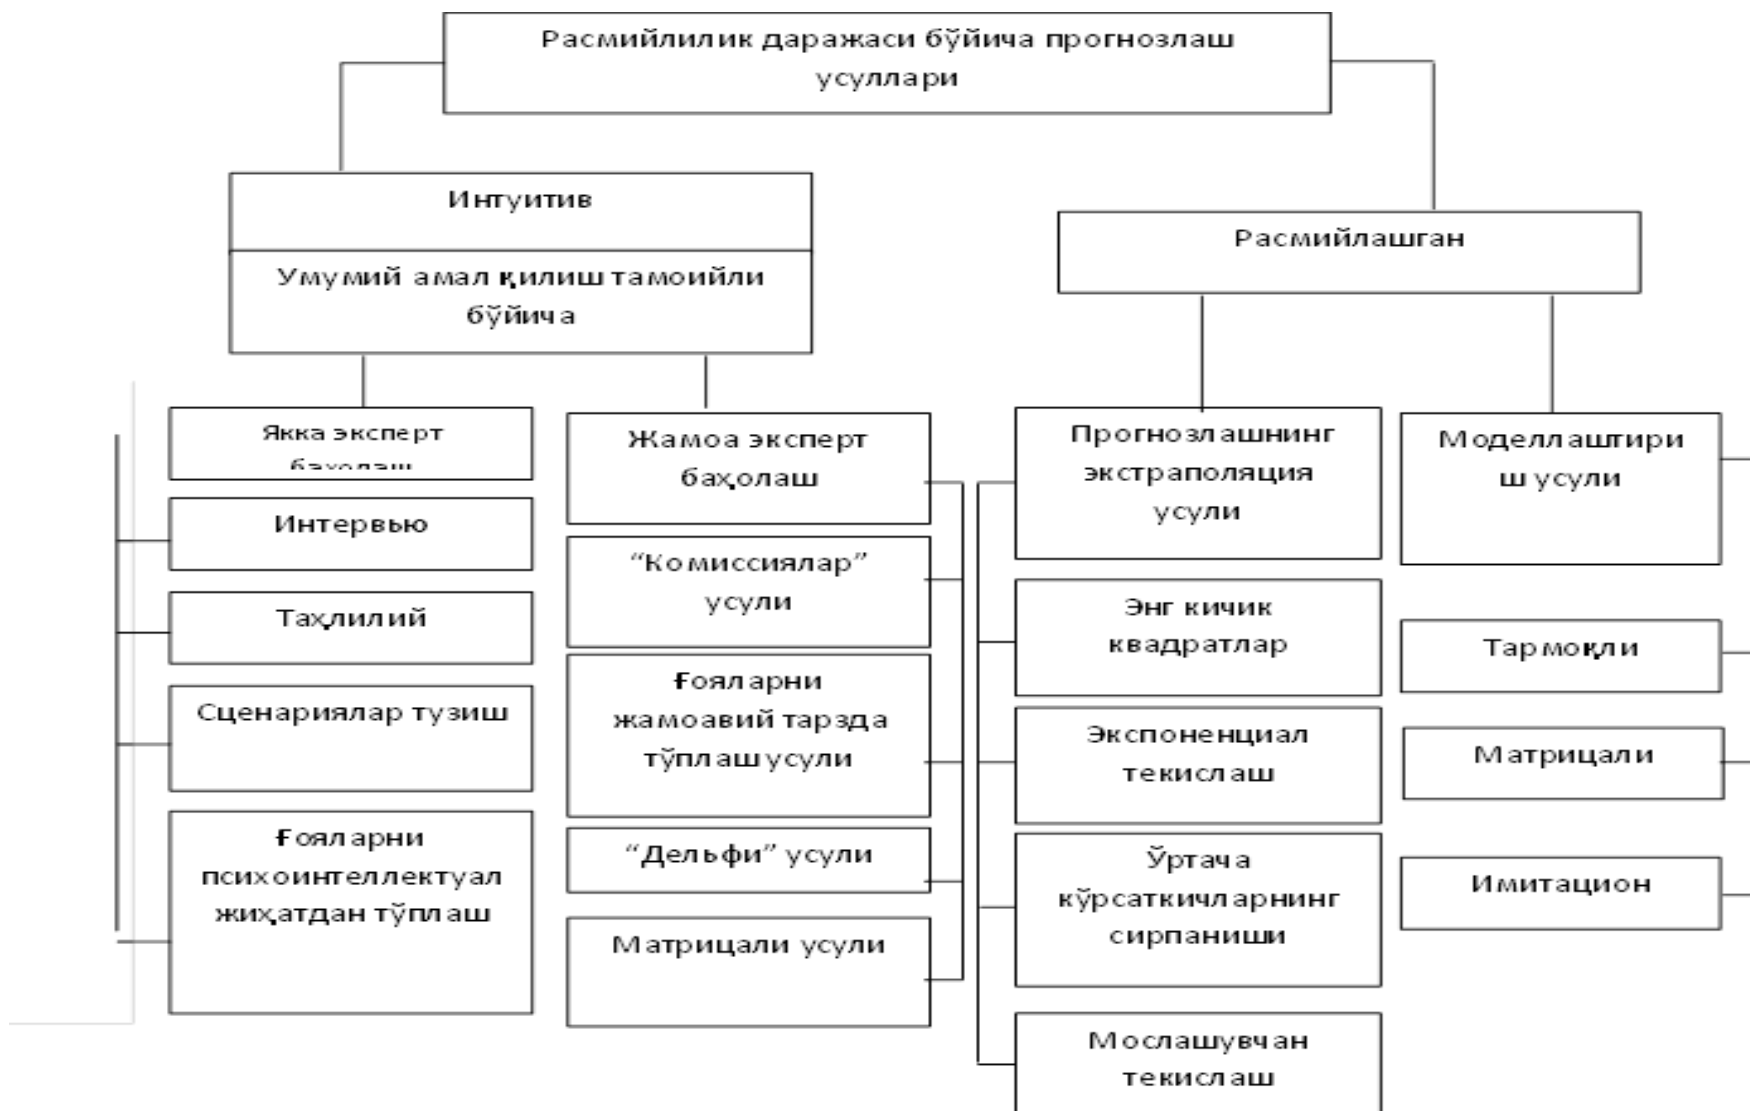 Расмийлилик даражаси бўйича прогнозлаш
усуллари
Интуитив
Умумий амал қилиш тамоийли
бўйича
Расмийлашган
Якка эксперт
баҳолаш
Интервью
Таҳлилий
Сценариялар тузиш
Ғояларни
психоинтеллектуал
жиҳатдан тўплаш
Жамоа эксперт
баҳолаш
“Комиссиялар”
усули
Ғояларни
жамоавий тарзда
тўплаш усули
“Дельфи” усули
Матрицали усули
Прогнозлашнинг
экстраполяция
усули
Энг кичик
квадратлар
Экспоненциал
текислаш
Ўртача
кўрсаткичларнинг
сирпаниши
Мослашувчан
текислаш
Моделлаштири
ш усули
Тармоқли
Матрицали
Имитацион